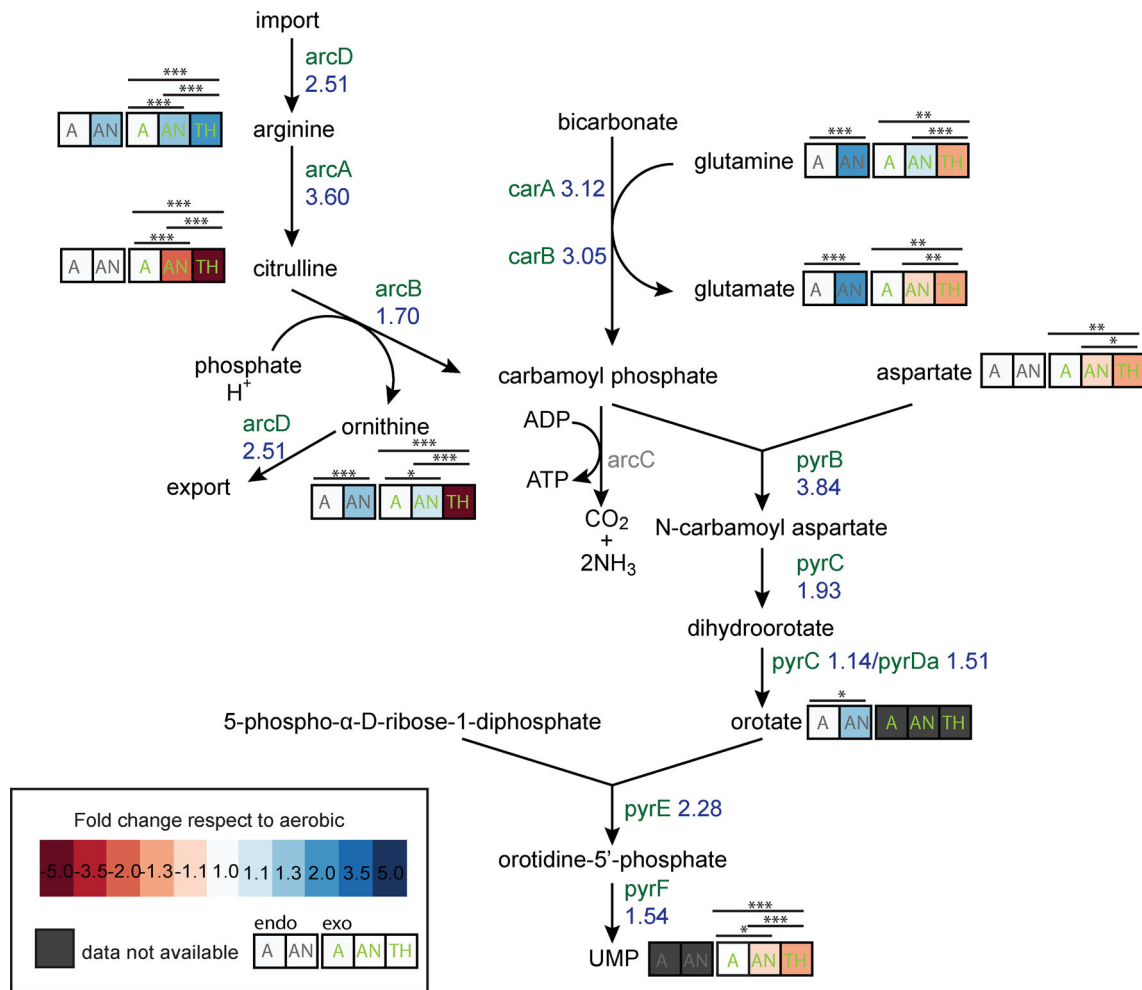 import
arcD
2.51
***
***
***
A AN A AN TH
arginine
arcA
3.60
***
***
***
A AN A AN TH
citrulline
arcB
1.70
phosphate
H+
arcD
2.51
ornithine
export
***
***
*** *
A AN A AN TH
bicarbonate
carA 3.12
carB 3.05
glutamine
**
*** ***
A AN A AN TH
glutamate
**
*** **
A AN A AN TH
carbamoyl phosphate
aspartate
**
*
A AN A AN TH
ADP
arcC
ATP
CO2
+
2NH3
pyrB
3.84
N-carbamoyl aspartate
pyrC
1.93
dihydroorotate
pyrC 1.14/pyrDa 1.51
5-phospho-α-D-ribose-1-diphosphate
orotate
*
A AN A AN TH
pyrE 2.28
orotidine-5'-phosphate
pyrF
1.54
UMP
***
***
*
A AN A AN TH
Fold change respect to aerobic
-5.0 -3.5 -2.0 -1.3 -1.1 1.0 1.1 1.3 2.0 3.5 5.0
endo exo
data not available
A AN A AN TH